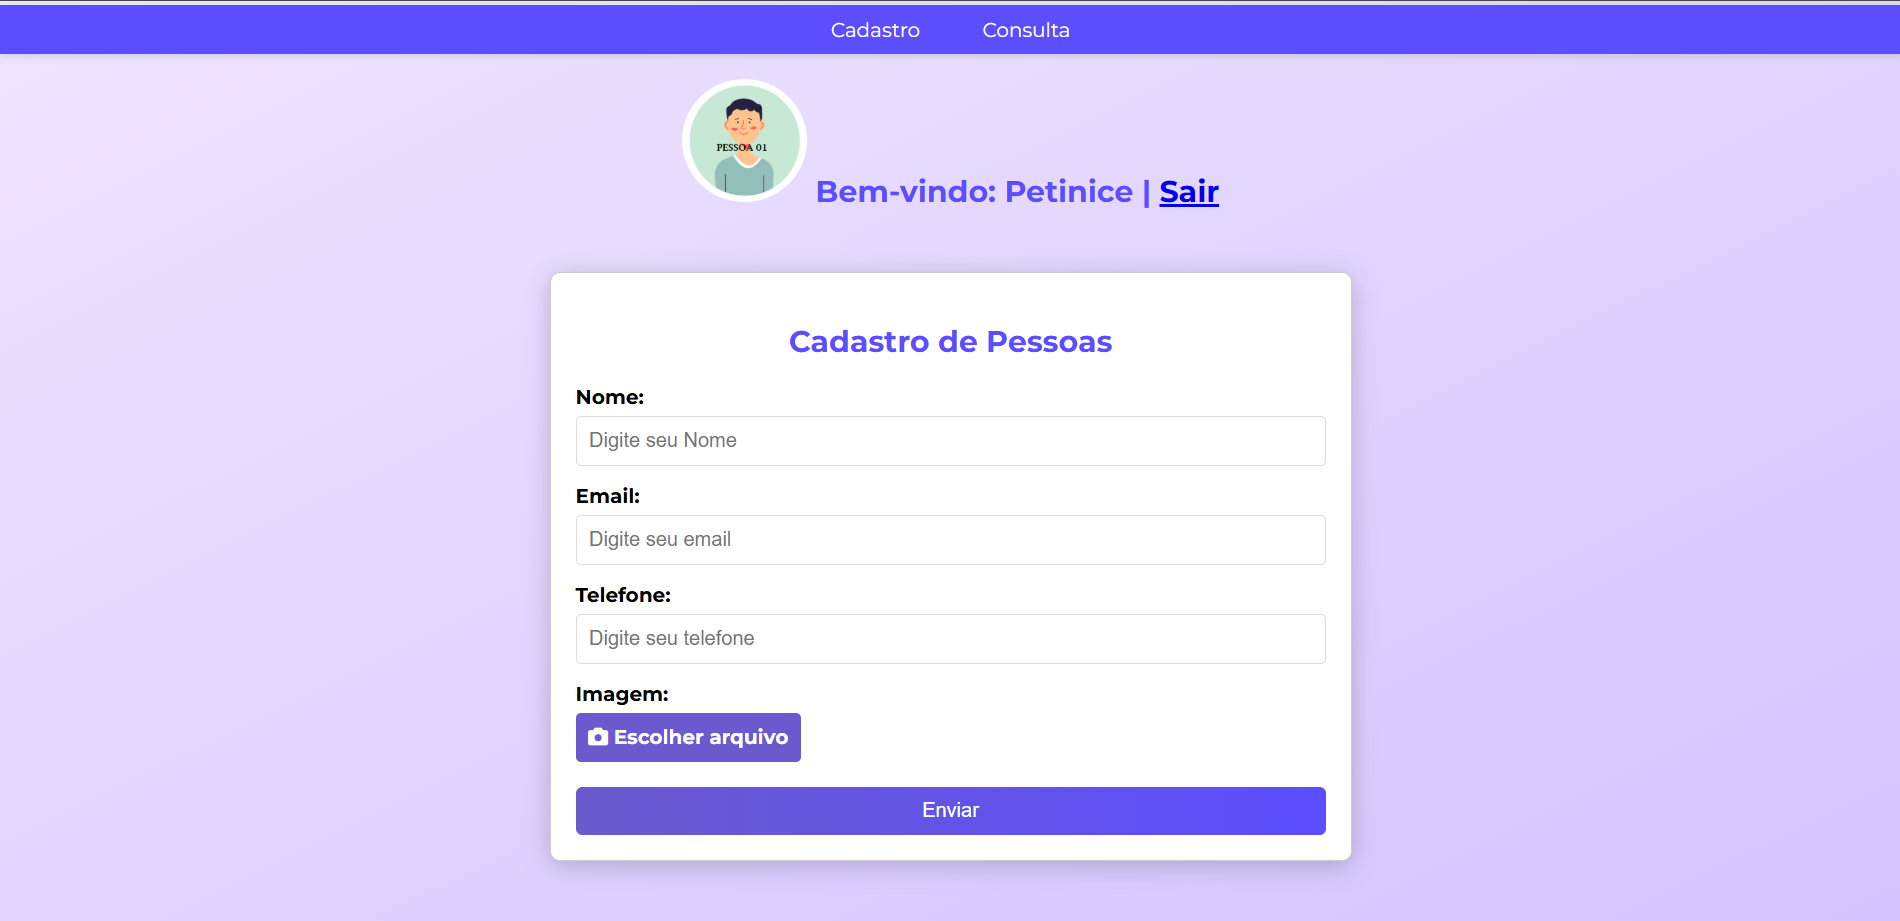 Cadastro Consulta
PESSOA 01
Bem-vindo: Petinice | Sair
Cadastro de Pessoas
Nome:
Digite seu Nome
Email:
Digite seu email
Telefone:
Digite seu telefone
Imagem:
Escolher arquivo
Enviar